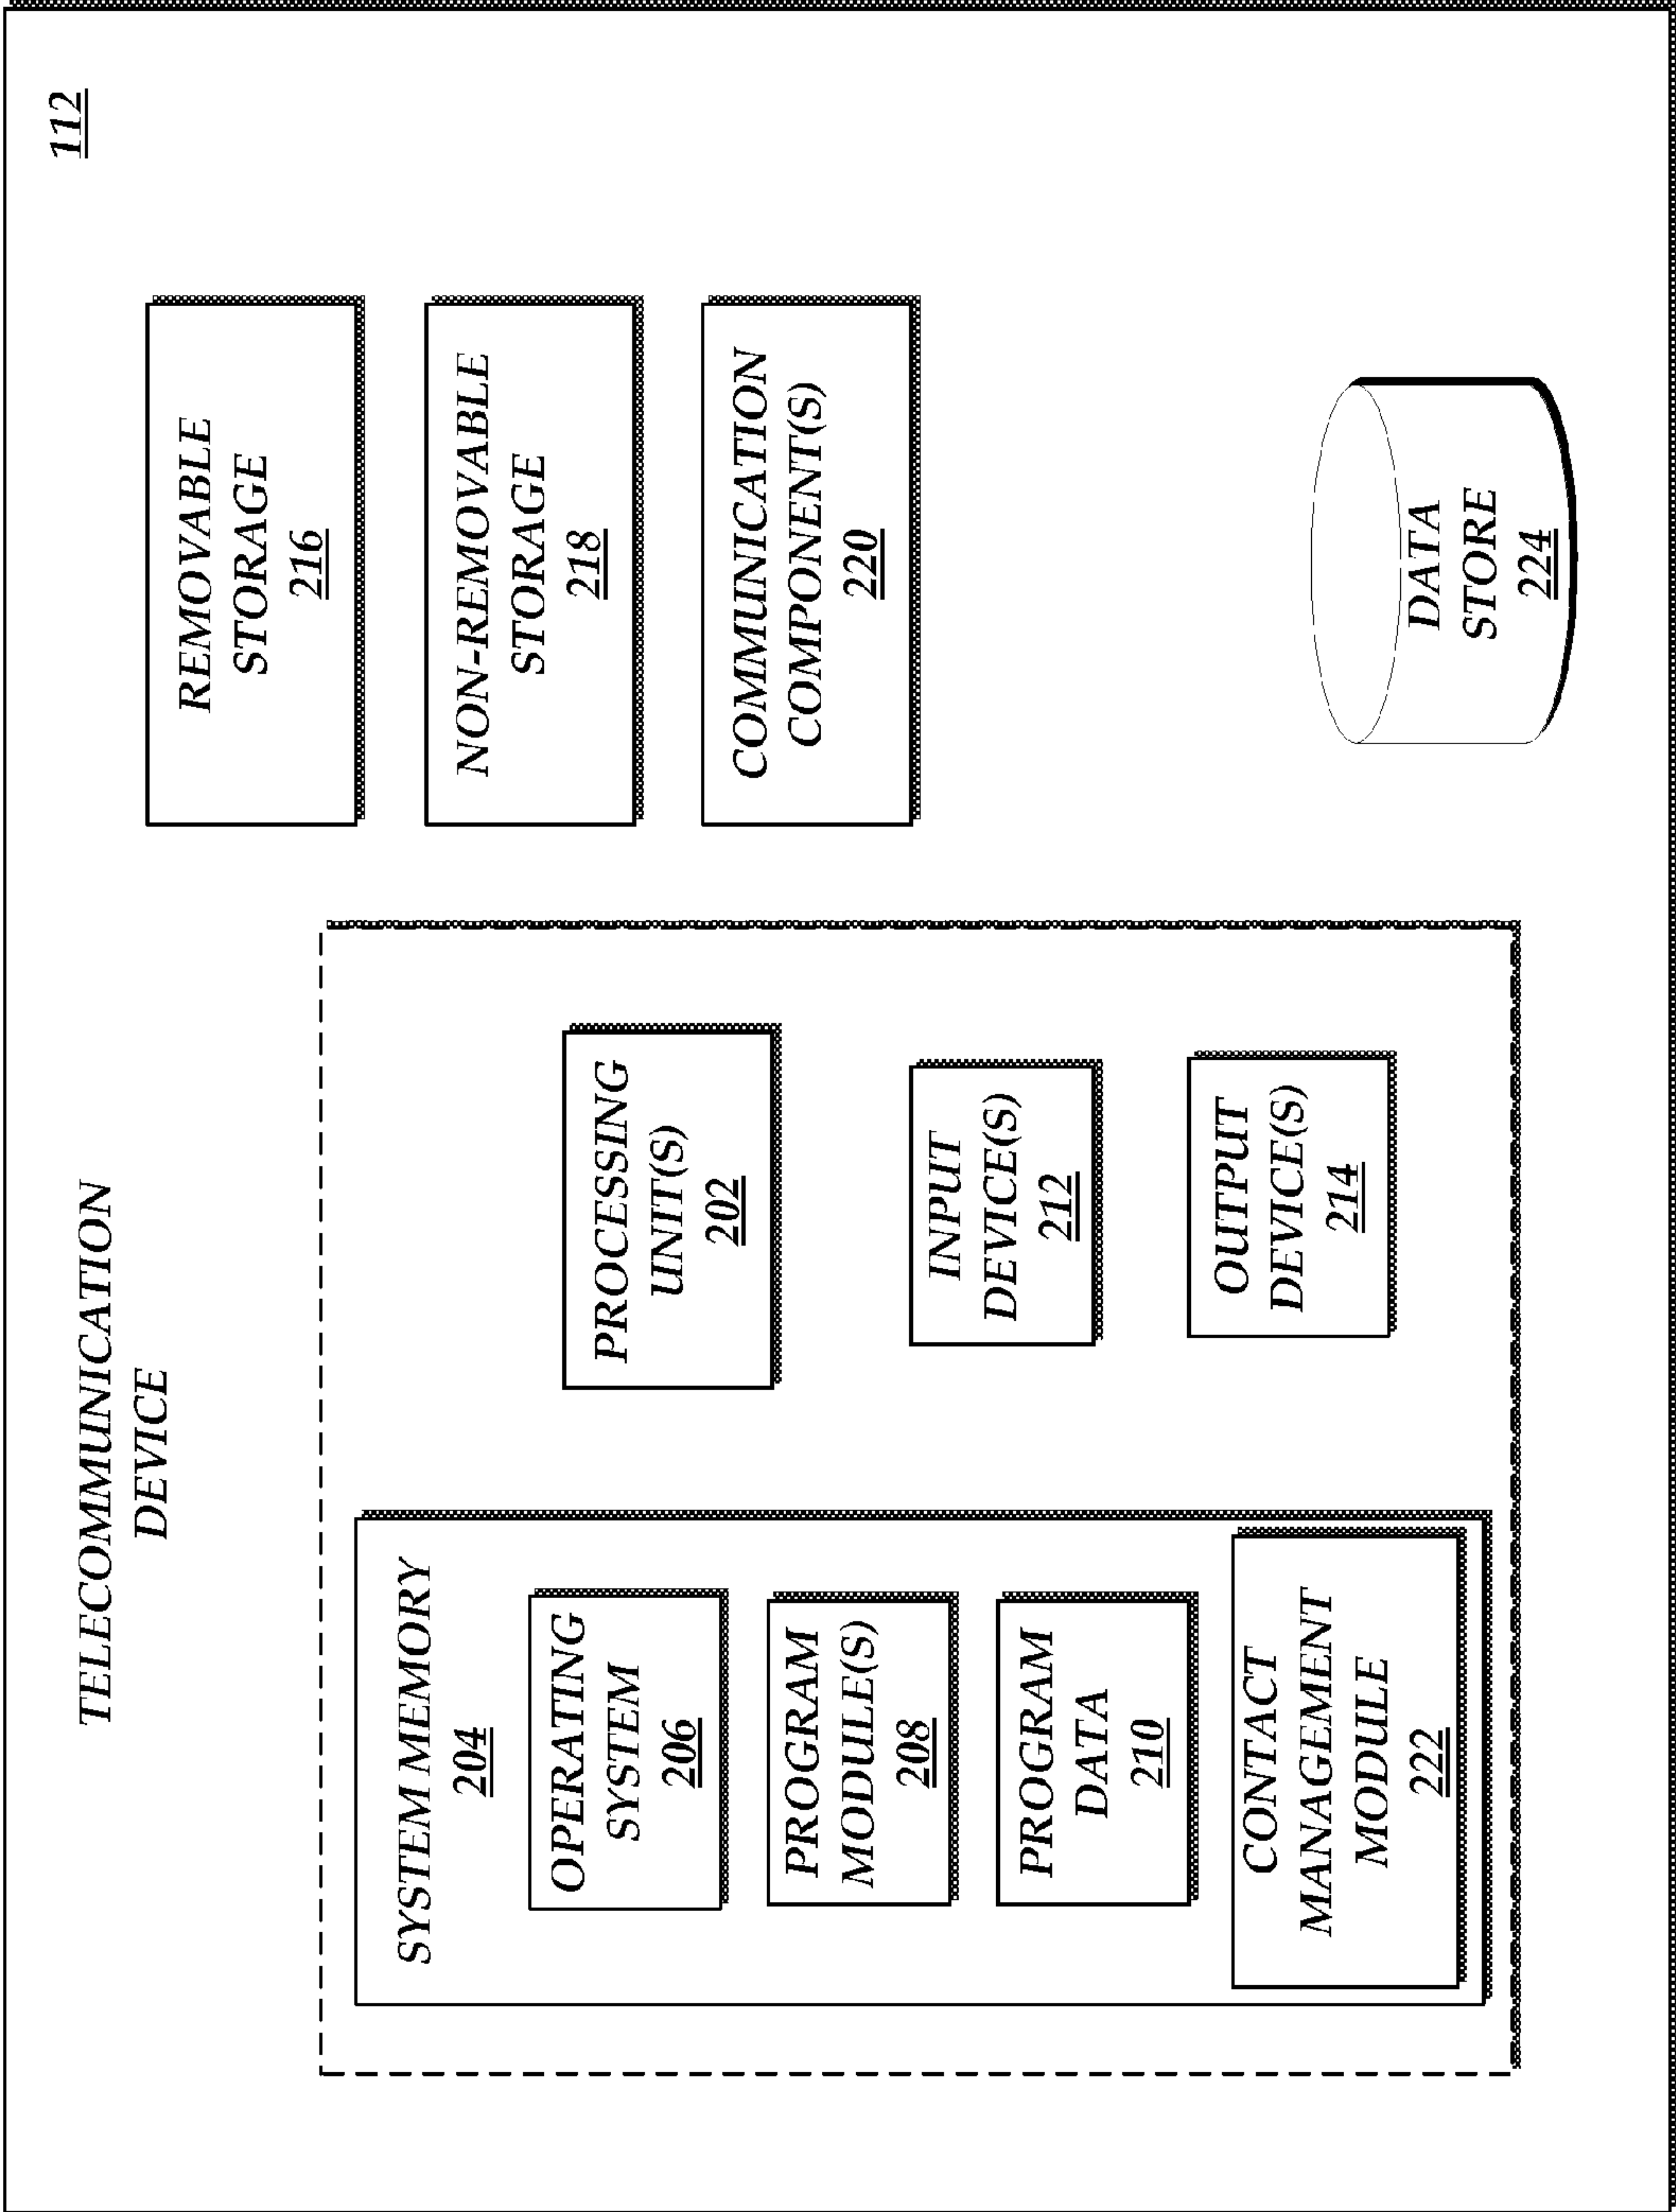 TELECOMMUNICATION
DEVICE
112
SYSTEM MEMORY
204
OPERATING
SYSTEM
206
PROGRAM
MODULE(S)
208
PROGRAM
DATA
210
CONTACT
MANAGEMENT
MODULE
222
PROCESSING
UNIT(S)
202
INPUT
DEVICE(S)
212
OUTPUT
DEVICE(S)
214
REMOVABLE
STORAGE
216
NON-REMOVABLE
STORAGE
218
COMMUNICATION
COMPONENT(S)
220
DATA
STORE
224